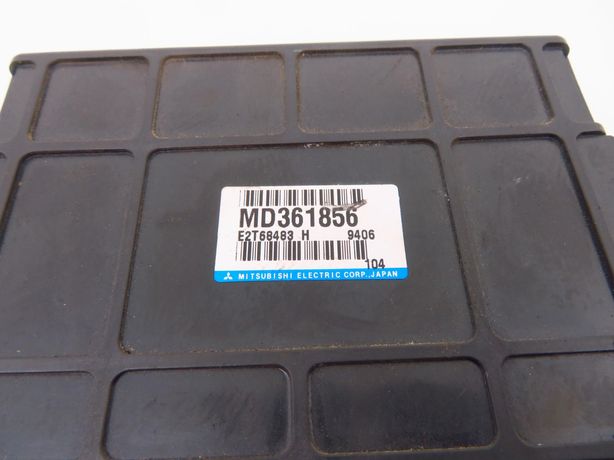 MD361856
E2T68483 H 9406
104
MITSUBISHI ELECTRIC CORP., JAPAN